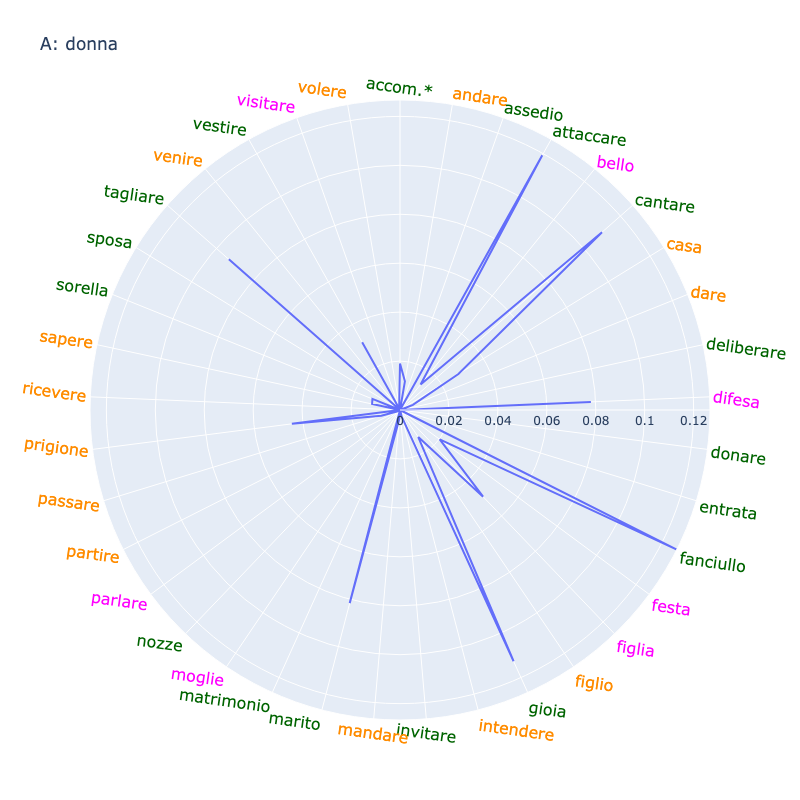 A: donna
accom.*
andare
assedio
attaccare
bello
cantare
casa
dare
deliberare
difesa
donare
entrata
fanciullo
festa
figlia
figlio
gioia
intendere
invitare
mandare
marito
matrimonio
moglie
nozze
parlare
partire
passare
prigione
ricevere
sapere
sorella
sposa
tagliare
venire
vestire
visitare
volere
0
0.02
0.04
0.06
0.08
0.1
0.12